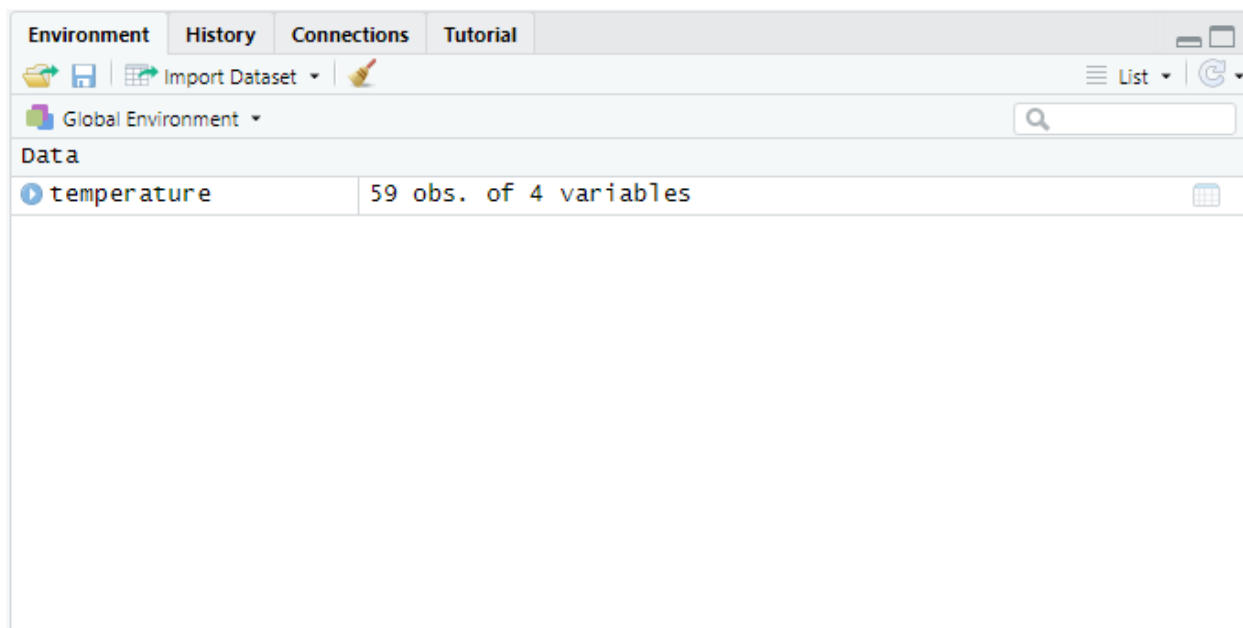 Environment History Connections Tutorial
Import Dataset List
Global Environment
Data
temperature 59 obs. of 4 variables